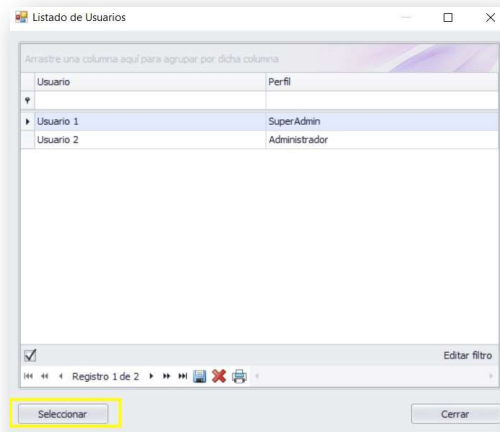 Listado de Usuarios
Arrastre una columna aquí para agrupar por dicha columna
Usuario Perfil
Usuario 1 SuperAdmin
Usuario 2 Administrador
Editar filtro
Registro 1 de 2
Seleccionar Cerrar